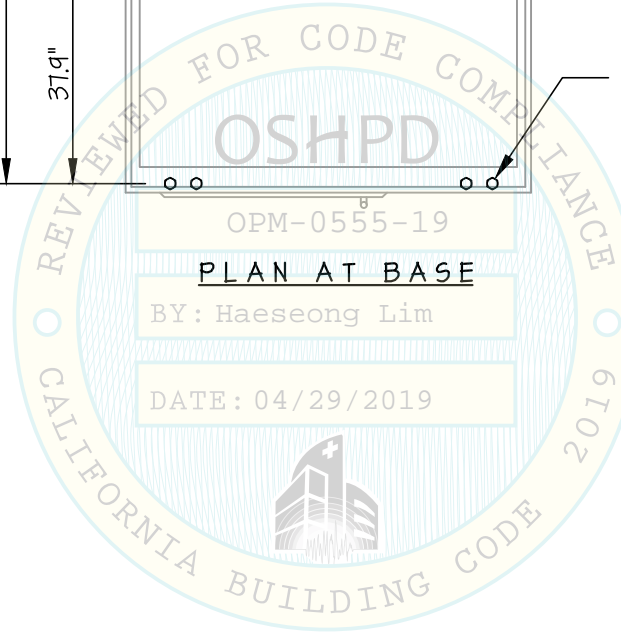 REVIEWED FOR CODE COMPLIANCE
37.9"
OSHPD
OPM-0555-19
PLAN AT BASE
BY: Haeseong Lim
DATE: 04/29/2019
CALIFORNIA BUILDING CODE 2019